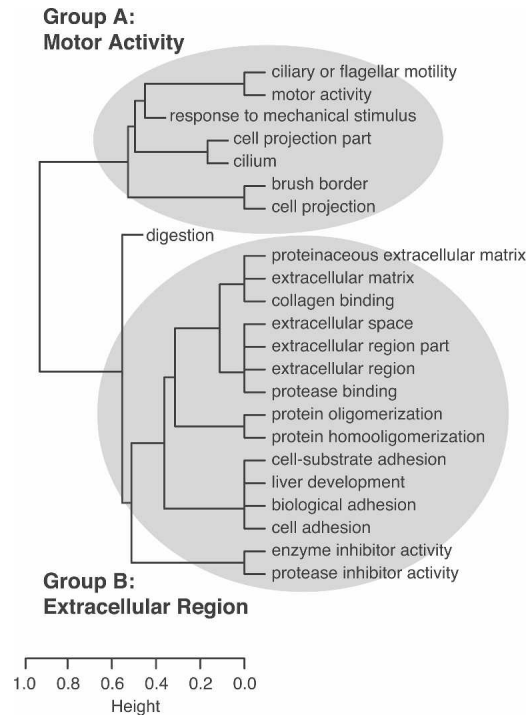 Group A:
Motor Activity
ciliary or flagellar motility
motor activity
response to mechanical stimulus
cell projection part
cilium
brush border
cell projection
digestion
proteinaceous extracellular matrix
extracellular matrix
collagen binding
extracellular space
extracellular region part
extracellular region
protease binding
protein oligomerization
protein homooligomerization
cell-substrate adhesion
liver development
biological adhesion
cell adhesion
enzyme inhibitor activity
protease inhibitor activity
Group B:
Extracellular Region
1.0 0.8 0.6 0.4 0.2 0.0
Height